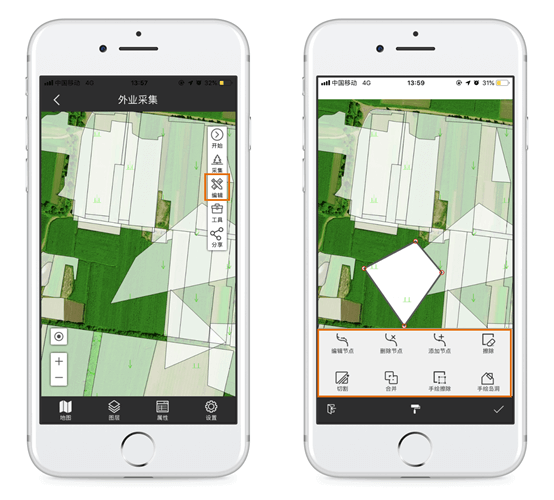 中国移动 4G 13:57 32%
外业采集
开始
采集
编辑
工具
分享
+
−
地图 图层 属性 设置
中国移动 4G 13:59 31%
编辑节点 删除节点 添加节点 擦除
切割 合并 手绘擦除 手绘岛洞